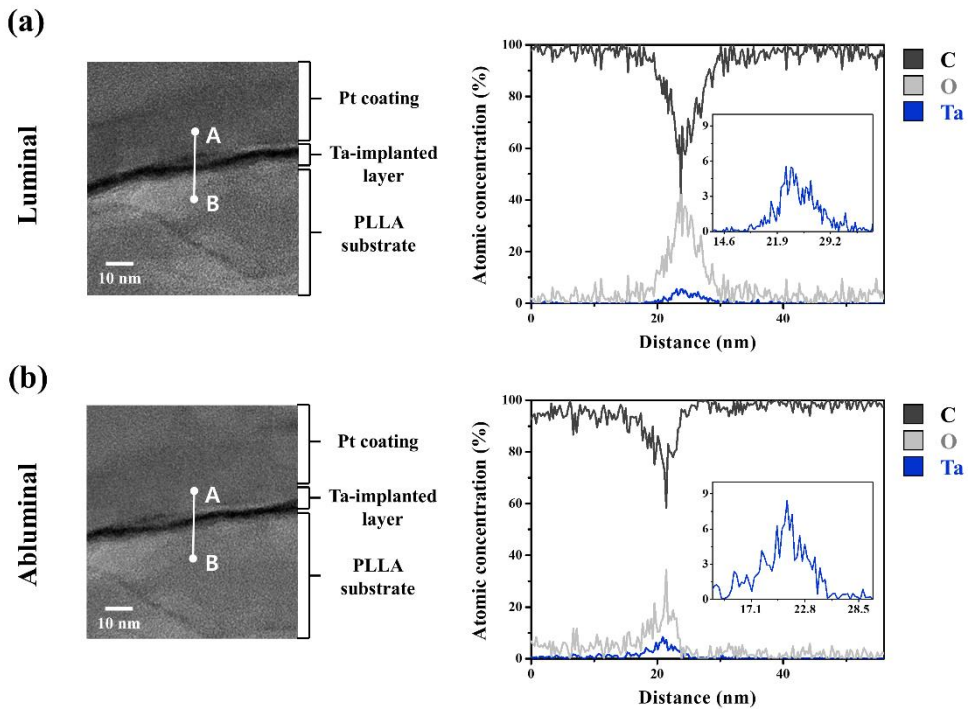 (a)
Luminal
A
B
10 nm
Pt coating
Ta-implanted
layer
PLLA
substrate
Atomic concentration (%)
100
80
60
40
20
0
0
20
40
Distance (nm)
9
6
3
0
14.6
21.9
29.2
C
O
Ta
(b)
Abluminal
A
B
10 nm
Pt coating
Ta-implanted
layer
PLLA
substrate
Atomic concentration (%)
100
80
60
40
20
0
0
20
40
Distance (nm)
9
6
3
0
17.1
22.8
28.5
C
O
Ta